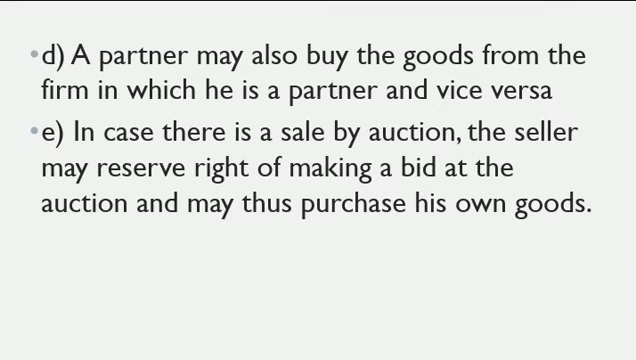 •d) A partner may also buy the goods from the
firm in which he is a partner and vice versa
•e) In case there is a sale by auction, the seller
may reserve right of making a bid at the
auction and may thus purchase his own goods.